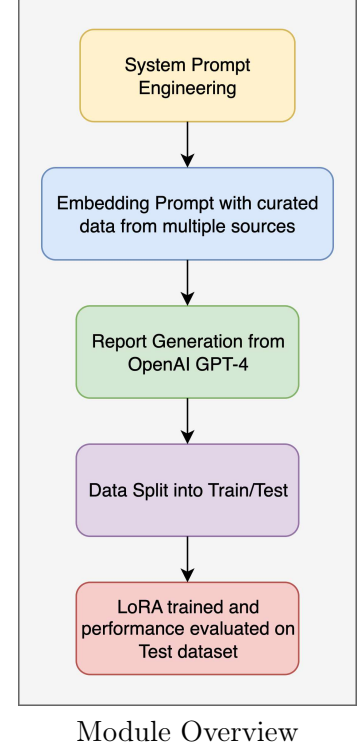 System Prompt
Engineering
Embedding Prompt with curated
data from multiple sources
Report Generation from
OpenAI GPT-4
Data Split into Train/Test
LoRA trained and
performance evaluated on
Test dataset
Module Overview